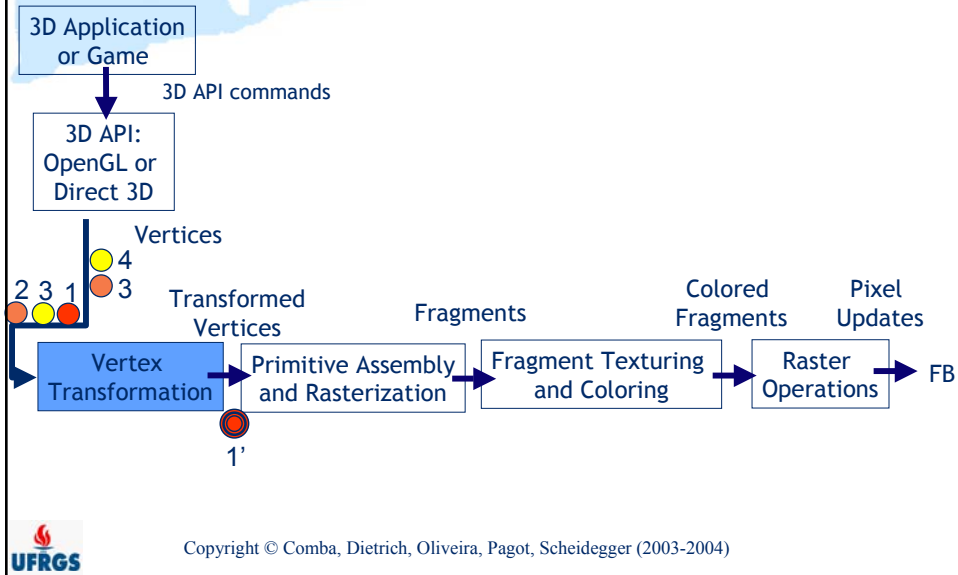 3D Application
or Game
3D API commands
3D API:
OpenGL or
Direct 3D
Vertices
4
3
2 3 1
Transformed
Vertices
Fragments
Colored
Fragments
Pixel
Updates
Vertex
Transformation
Primitive Assembly
and Rasterization
Fragment Texturing
and Coloring
Raster
Operations
FB
1’
UFRGS
Copyright © Comba, Dietrich, Oliveira, Pagot, Scheidegger (2003-2004)